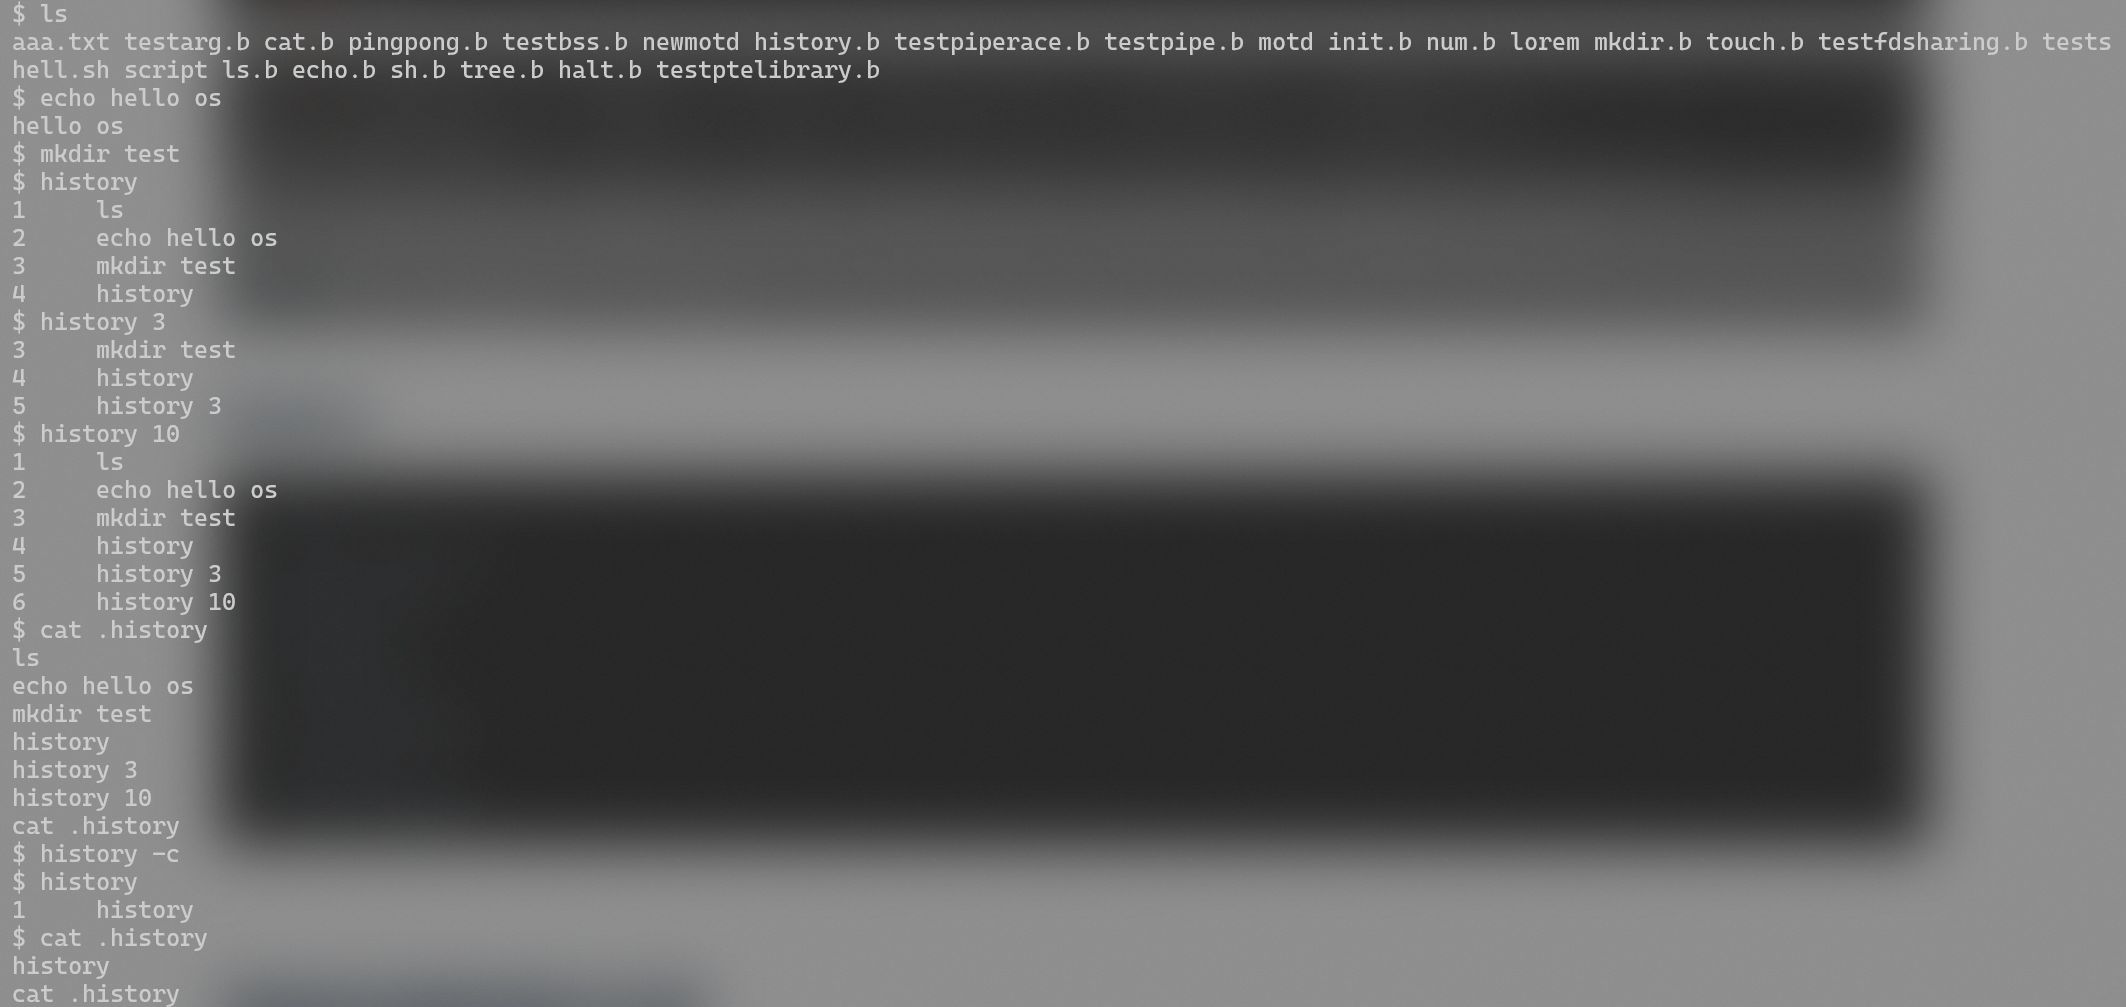 $ ls
aaa.txt testarg.b cat.b pingpong.b testbss.b newmotd history.b testpiperace.b testpipe.b motd init.b num.b lorem mkdir.b touch.b testfdsharing.b tests
hell.sh script ls.b echo.b sh.b tree.b halt.b testptelibrary.b
$ echo hello os
hello os
$ mkdir test
$ history
1     ls
2     echo hello os
3     mkdir test
4     history
$ history 3
3     mkdir test
4     history
5     history 3
$ history 10
1     ls
2     echo hello os
3     mkdir test
4     history
5     history 3
6     history 10
$ cat .history
ls
echo hello os
mkdir test
history
history 3
history 10
cat .history
$ history -c
$ history
1     history
$ cat .history
history
cat .history